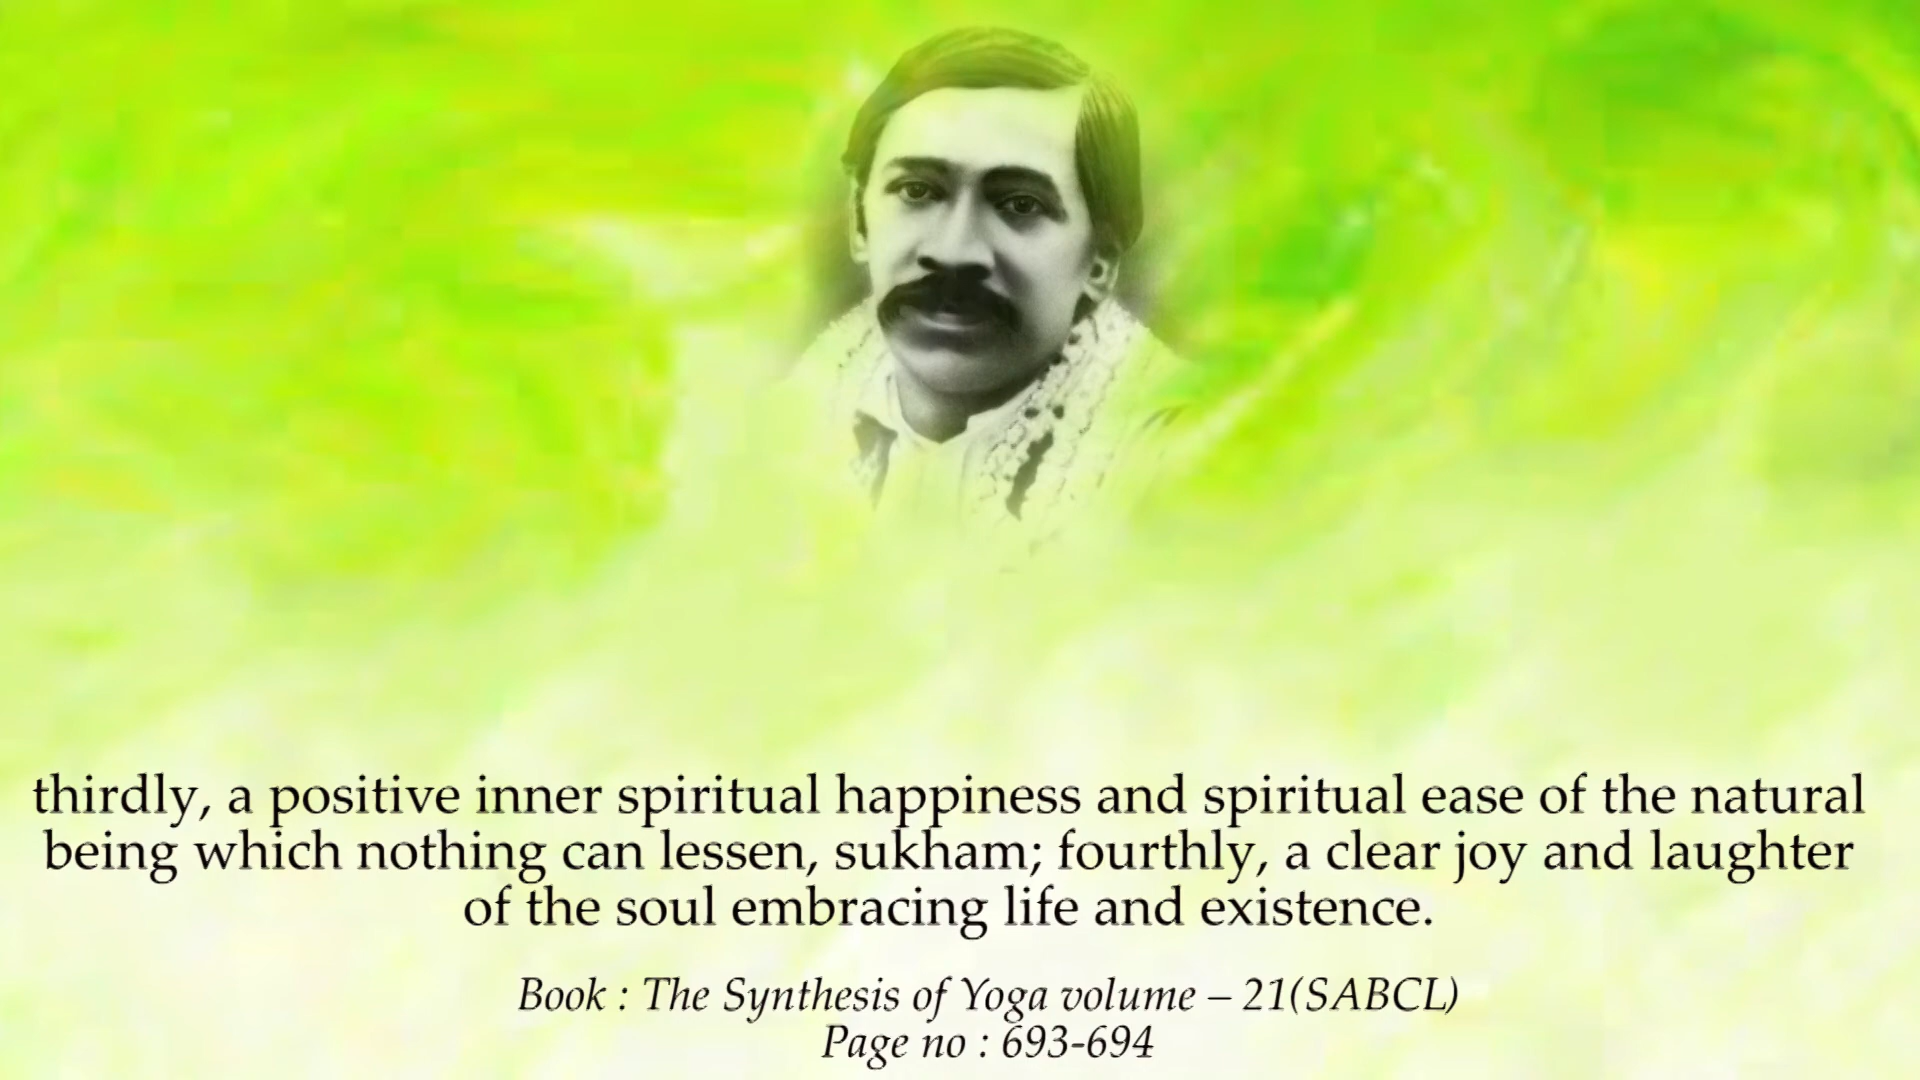 thirdly, a positive inner spiritual happiness and spiritual ease of the natural
being which nothing can lessen, sukham; fourthly, a clear joy and laughter
of the soul embracing life and existence.
Book : The Synthesis of Yoga volume – 21(SABCL)
Page no : 693-694